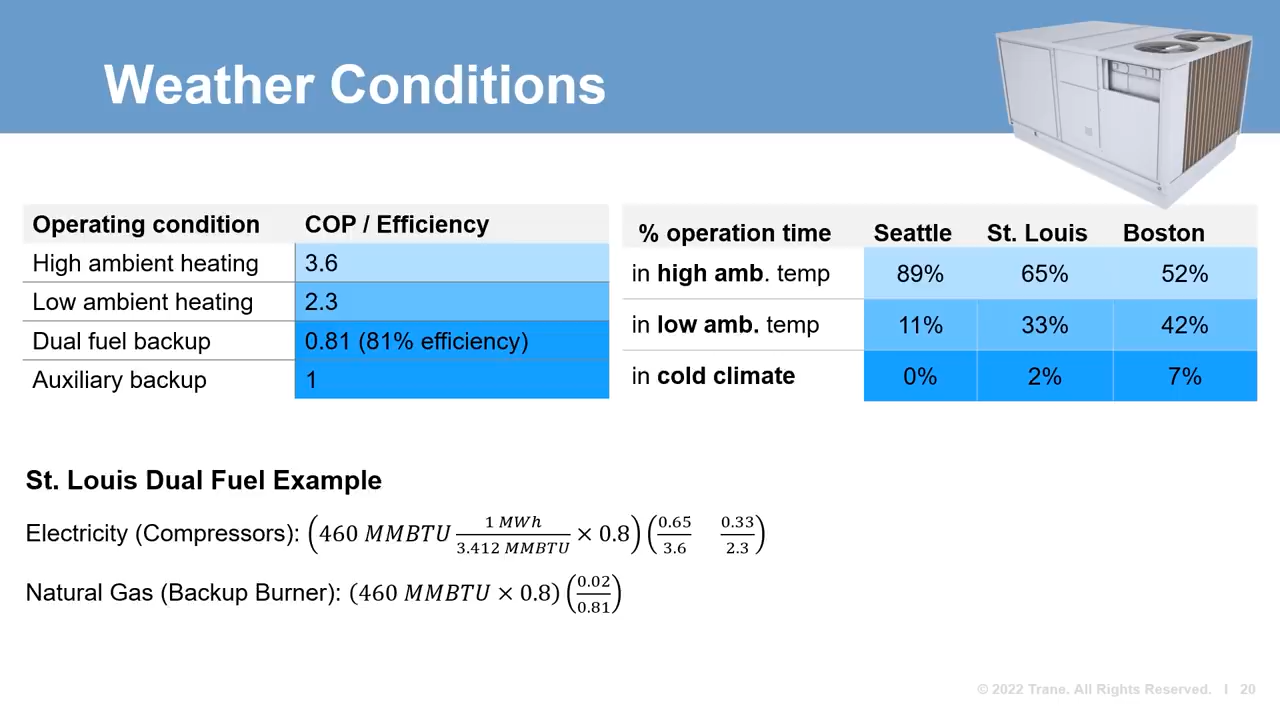 Weather Conditions
Operating condition COP / Efficiency
High ambient heating 3.6
Low ambient heating 2.3
Dual fuel backup 0.81 (81% efficiency)
Auxiliary backup 1
% operation time Seattle St. Louis Boston
in high amb. temp 89% 65% 52%
in low amb. temp 11% 33% 42%
in cold climate 0% 2% 7%
St. Louis Dual Fuel Example
Electricity (Compressors): (460 MMBTU 1 MWh / 3.412 MMBTU × 0.8) (0.65 / 3.6 0.33 / 2.3)
Natural Gas (Backup Burner): (460 MMBTU × 0.8) (0.02 / 0.81)
© 2022 Trane. All Rights Reserved. I 20